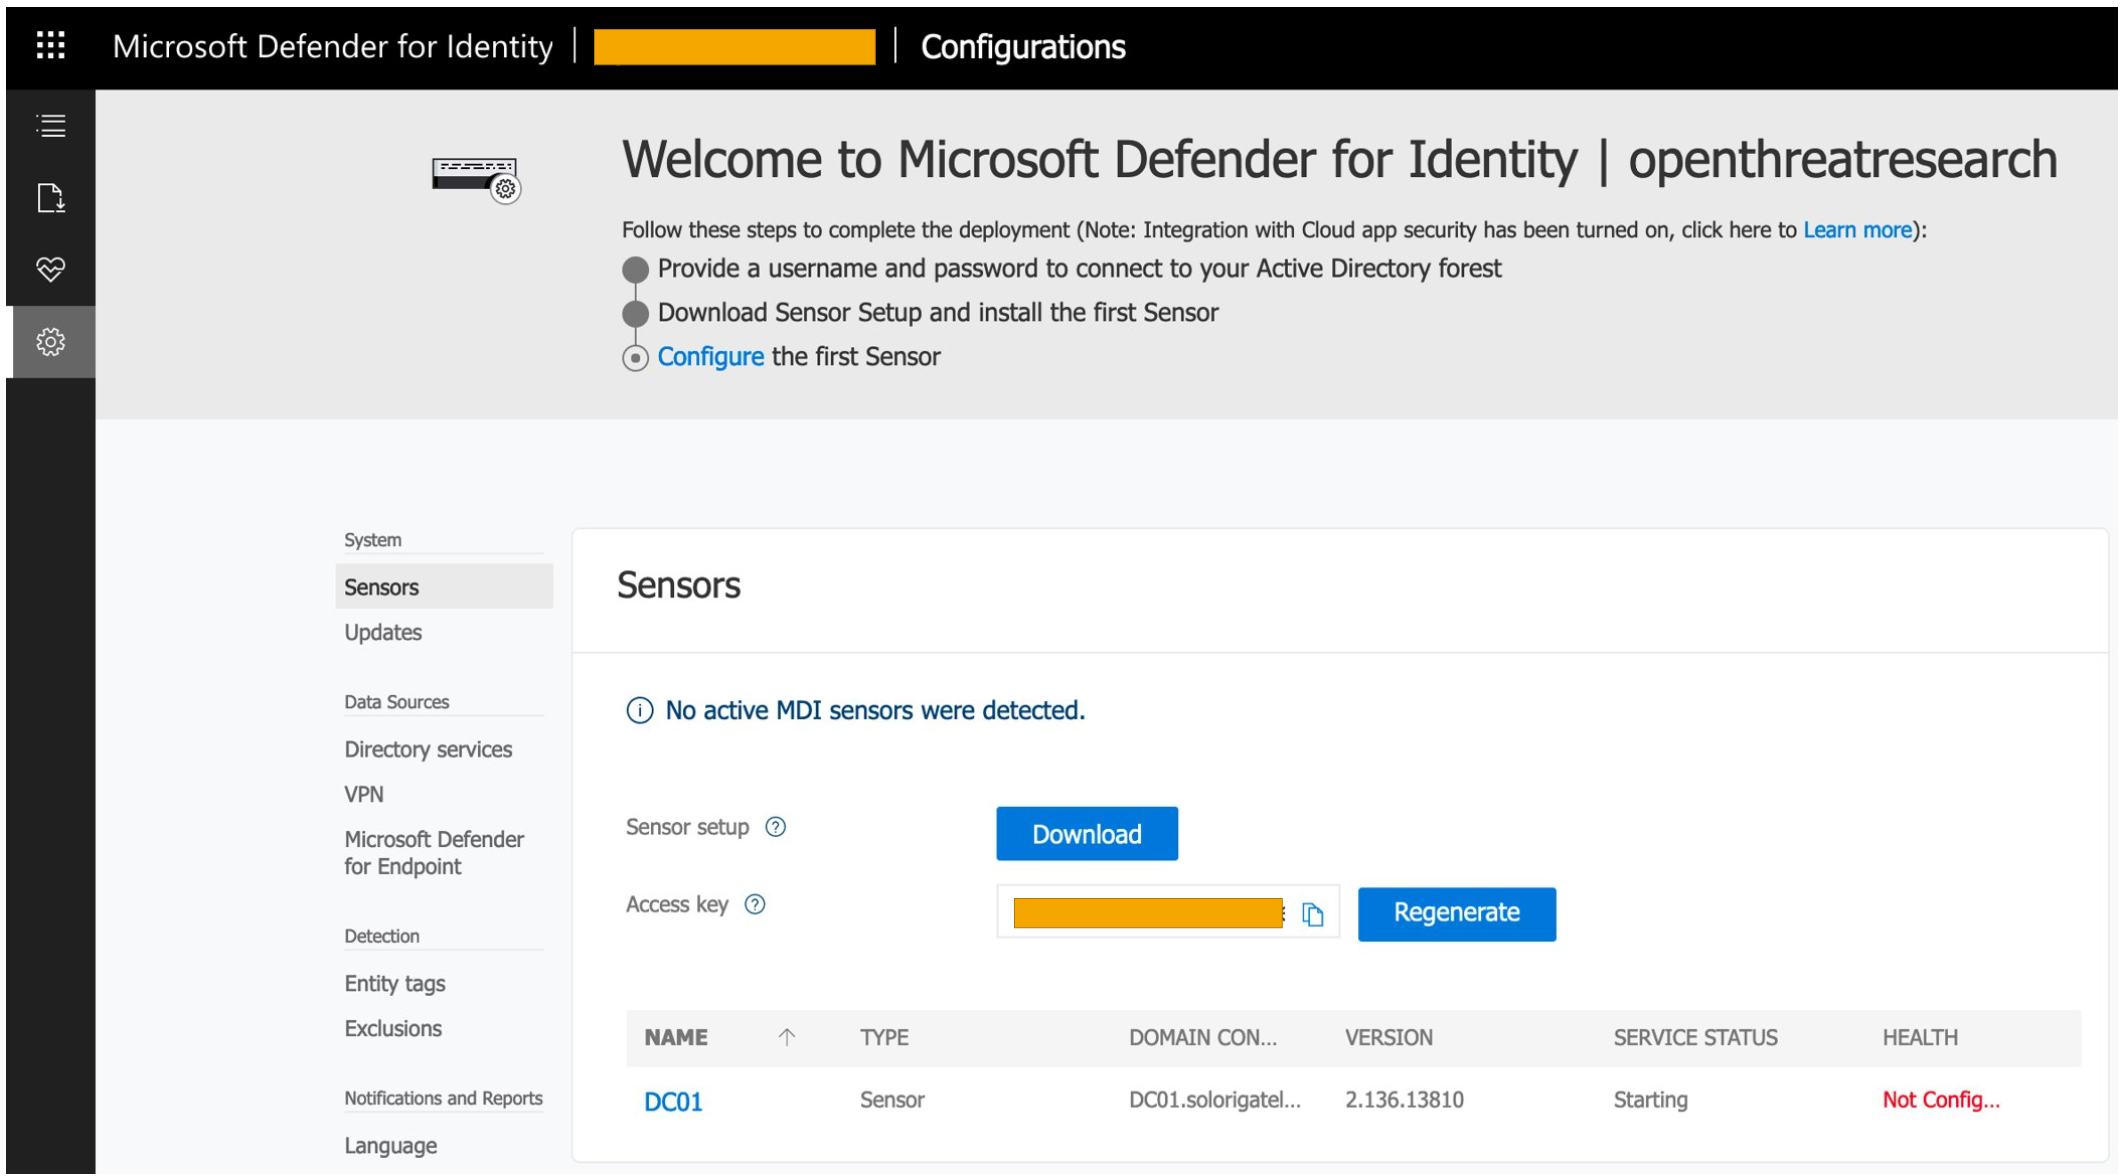 Microsoft Defender for Identity | | Configurations
Welcome to Microsoft Defender for Identity | openthreatresearch
Follow these steps to complete the deployment (Note: Integration with Cloud app security has been turned on, click here to Learn more):
Provide a username and password to connect to your Active Directory forest
Download Sensor Setup and install the first Sensor
Configure the first Sensor
System
Sensors
Updates
Data Sources
Directory services
VPN
Microsoft Defender
for Endpoint
Detection
Entity tags
Exclusions
Notifications and Reports
Language
Sensors
No active MDI sensors were detected.
Sensor setup ? Download
Access key ? Regenerate
NAME ↑ TYPE DOMAIN CON... VERSION SERVICE STATUS HEALTH
DC01 Sensor DC01.solorigatel... 2.136.13810 Starting Not Config...